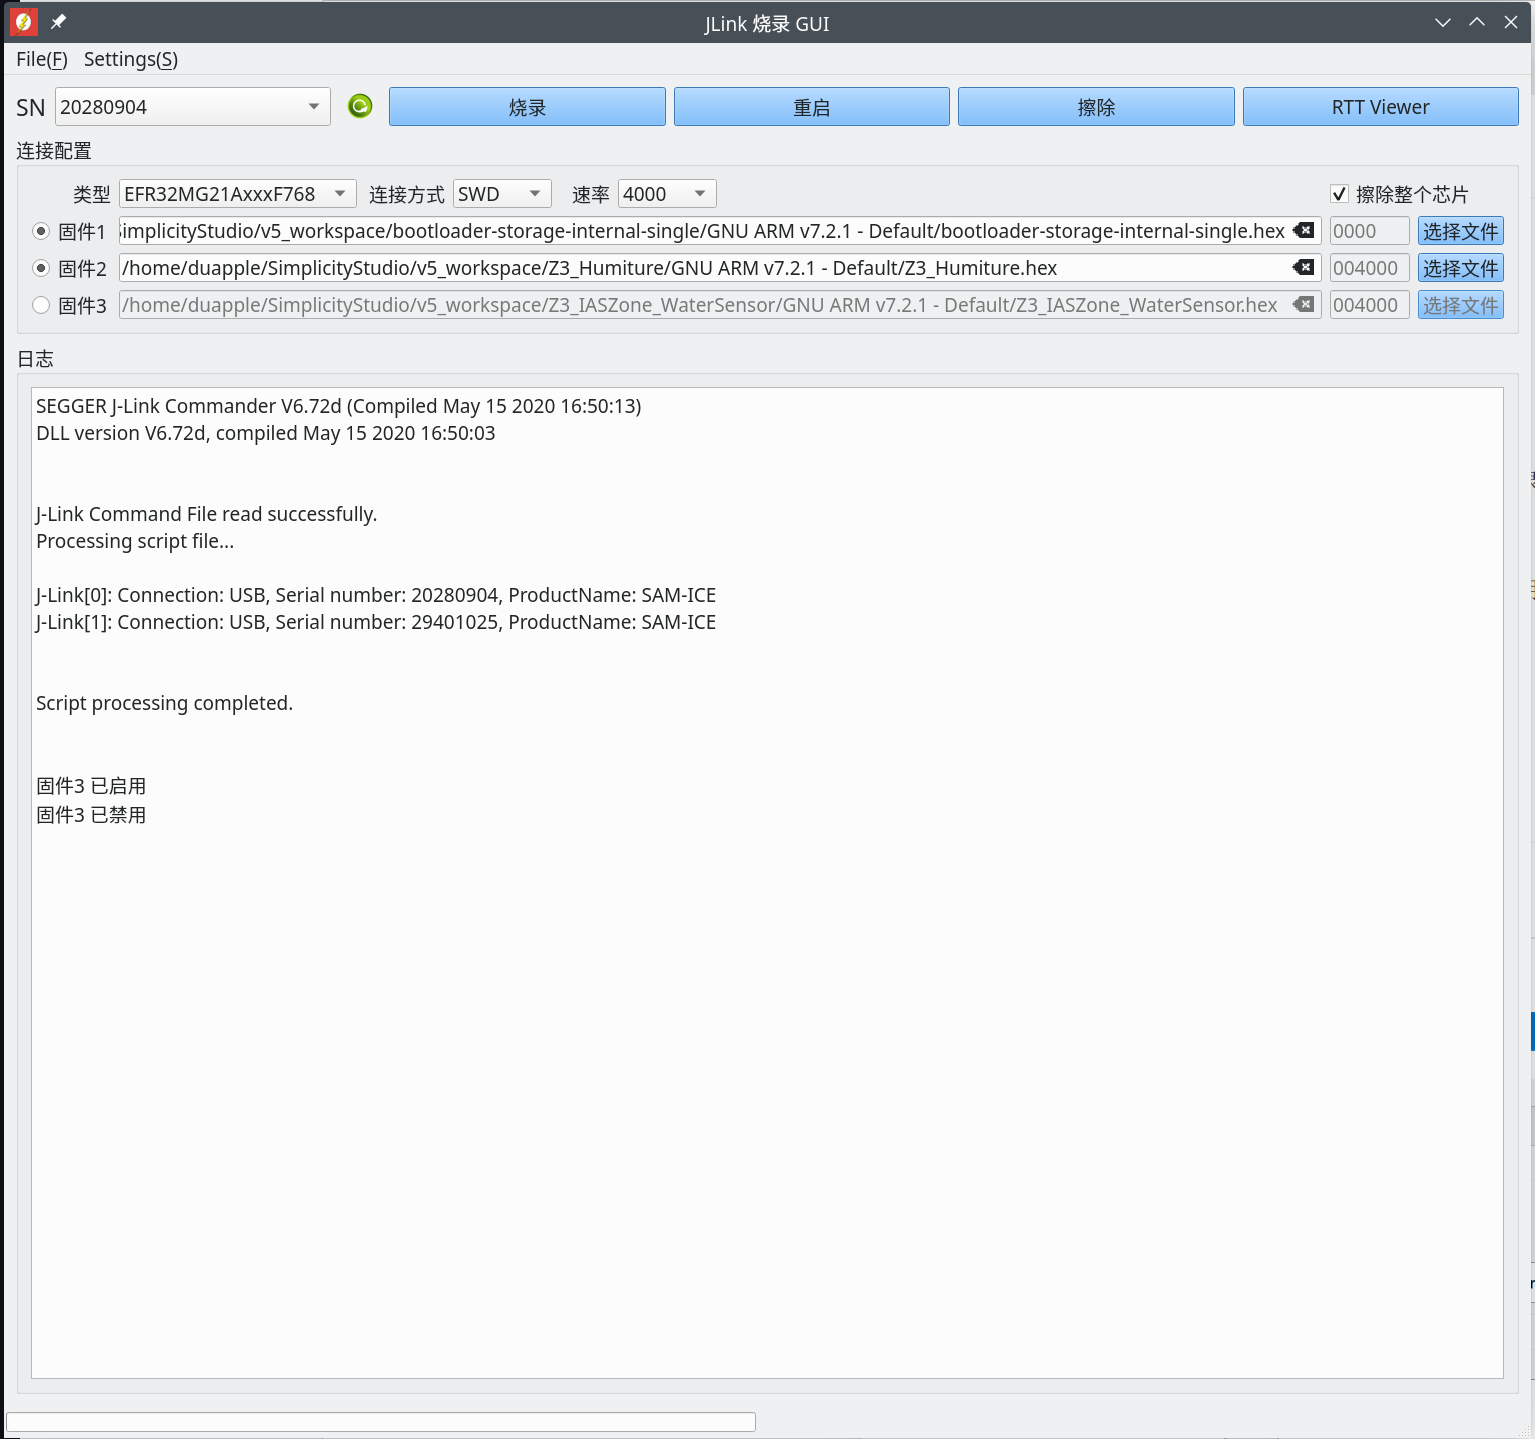 JLink 烧录 GUI
File(F) Settings(S)
SN 20280904 烧录 重启 擦除 RTT Viewer
连接配置
类型 EFR32MG21AxxxF768 连接方式 SWD 速率 4000 擦除整个芯片
固件1 SimplicityStudio/v5_workspace/bootloader-storage-internal-single/GNU ARM v7.2.1 - Default/bootloader-storage-internal-single.hex 0000 选择文件
固件2 /home/duapple/SimplicityStudio/v5_workspace/Z3_Humiture/GNU ARM v7.2.1 - Default/Z3_Humiture.hex 004000 选择文件
固件3 /home/duapple/SimplicityStudio/v5_workspace/Z3_IASZone_WaterSensor/GNU ARM v7.2.1 - Default/Z3_IASZone_WaterSensor.hex 004000 选择文件
日志
SEGGER J-Link Commander V6.72d (Compiled May 15 2020 16:50:13)
DLL version V6.72d, compiled May 15 2020 16:50:03
J-Link Command File read successfully.
Processing script file...
J-Link[0]: Connection: USB, Serial number: 20280904, ProductName: SAM-ICE
J-Link[1]: Connection: USB, Serial number: 29401025, ProductName: SAM-ICE
Script processing completed.
固件3 已启用
固件3 已禁用